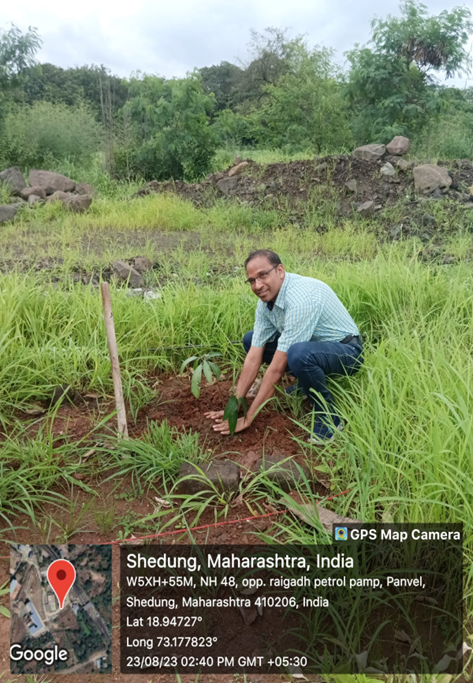 GPS Map Camera
Shedung, Maharashtra, India
W5XH+55M, NH 48, opp. raigadh petrol pamp, Panvel,
Shedung, Maharashtra 410206, India
Lat 18.94727°
Long 73.177823°
23/08/23 02:40 PM GMT +05:30
Google